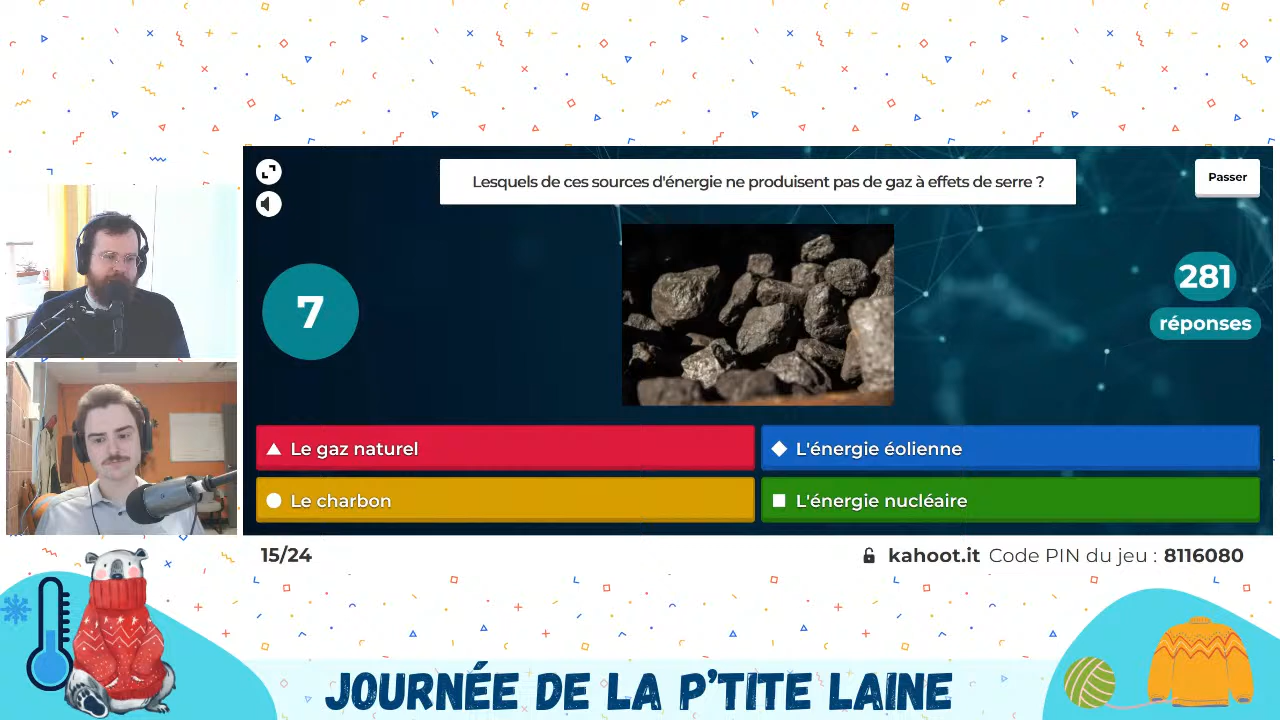 Lesquels de ces sources d'énergie ne produisent pas de gaz à effets de serre ?
Passer
7
281
réponses
Le gaz naturel
L'énergie éolienne
Le charbon
L'énergie nucléaire
15/24
kahoot.it Code PIN du jeu : 8116080
JOURNÉE DE LA P'TITE LAINE